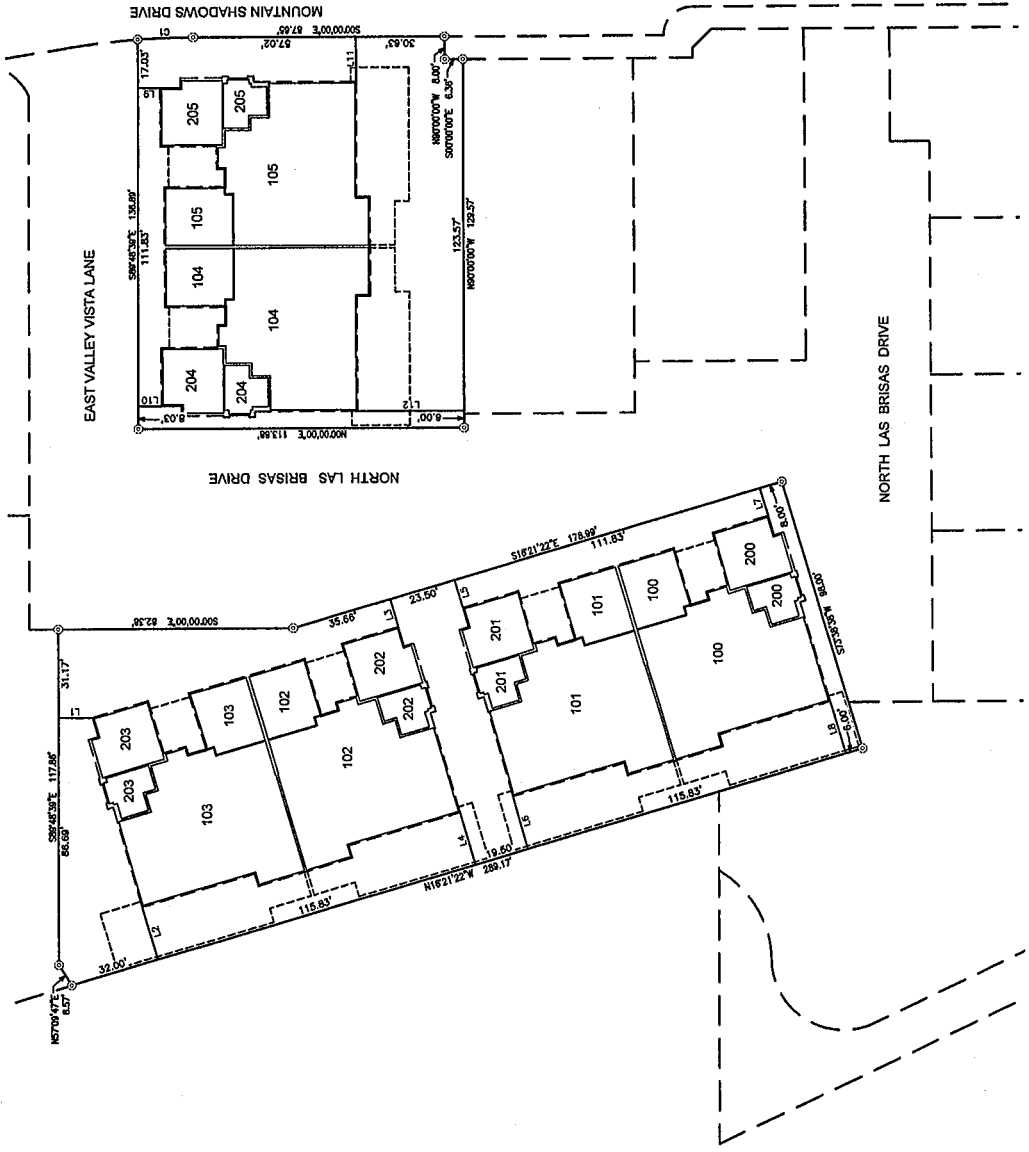 MOUNTAIN SHADOWS DRIVE
C1
17.03'
S00°00'00"E 87.65'
57.02'
30.63'
L11
L9
N90°00'00"W 8.00'
S00°00'00"E 6.36'
205
205
105
105
S89°48'39"E 136.89'
111.83'
EAST VALLEY VISTA LANE
104
104
204
204
L10
8.03'
L12
8.00'
123.57'
N90°00'00"W 129.57'
N00°00'00"E 113.68'
NORTH LAS BRISAS DRIVE
NORTH LAS BRISAS DRIVE
S16°21'22"E 178.99'
111.83'
L7
8.00'
200
200
100
100
S73°38'38"W 98.00'
L8
6.00'
23.50'
L5
201
201
101
101
L6
115.83'
S00°00'00"E 82.38'
35.66'
L3
31.17'
L1
202
202
102
102
L4
19.50'
N16°21'22"W 289.17'
203
203
103
103
S89°48'39"E 117.86'
86.69'
115.83'
L2
32.00'
N57°09'47"E
8.57'